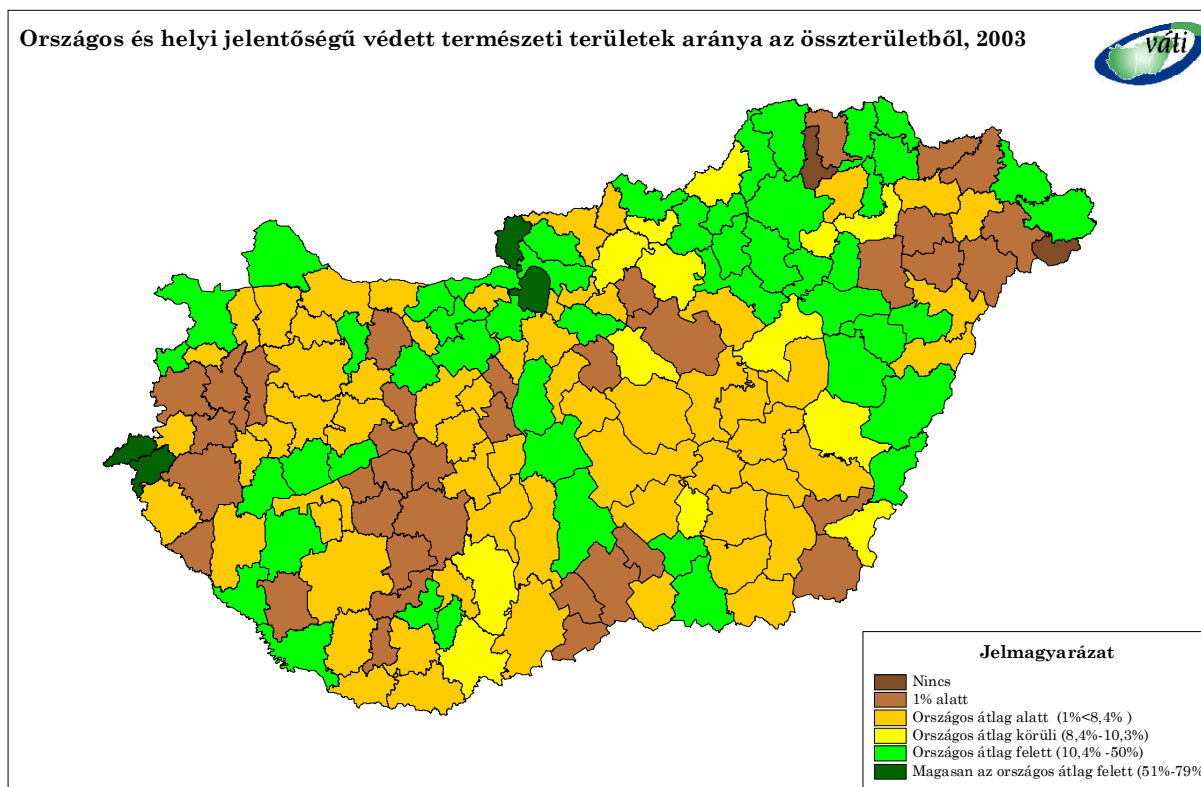 Országos és helyi jelentőségű védett természeti területek aránya az összterületből, 2003
váti
Jelmagyarázat
Nincs
1% alatt
Országos átlag alatt (1%<8,4% )
Országos átlag körüli (8,4%-10,3%)
Országos átlag felett (10,4% -50%)
Magasan az országos átlag felett (51%-79%